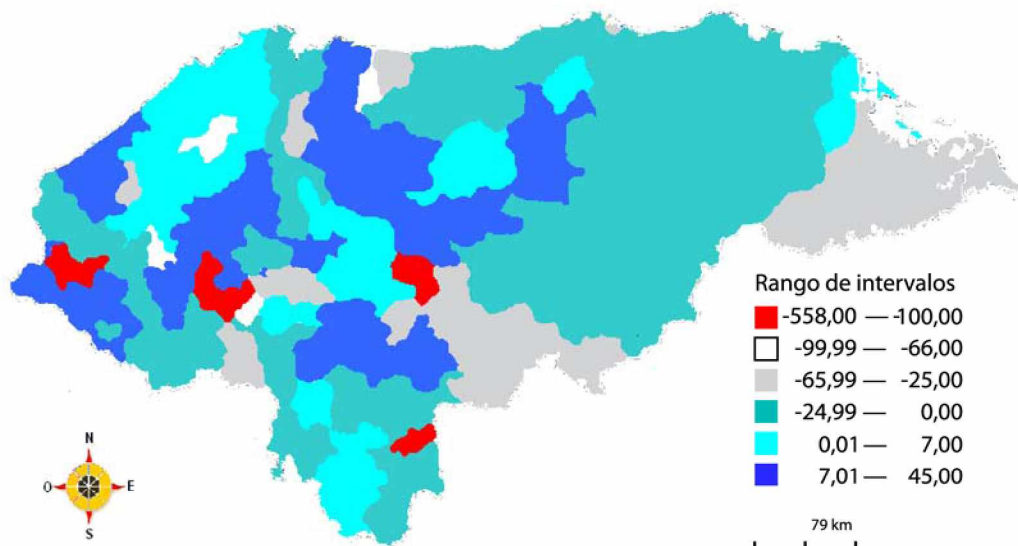 Rango de intervalos
-558,00 — -100,00
-99,99 — -66,00
-65,99 — -25,00
-24,99 — 0,00
0,01 — 7,00
7,01 — 45,00
N
O E
S
79 km